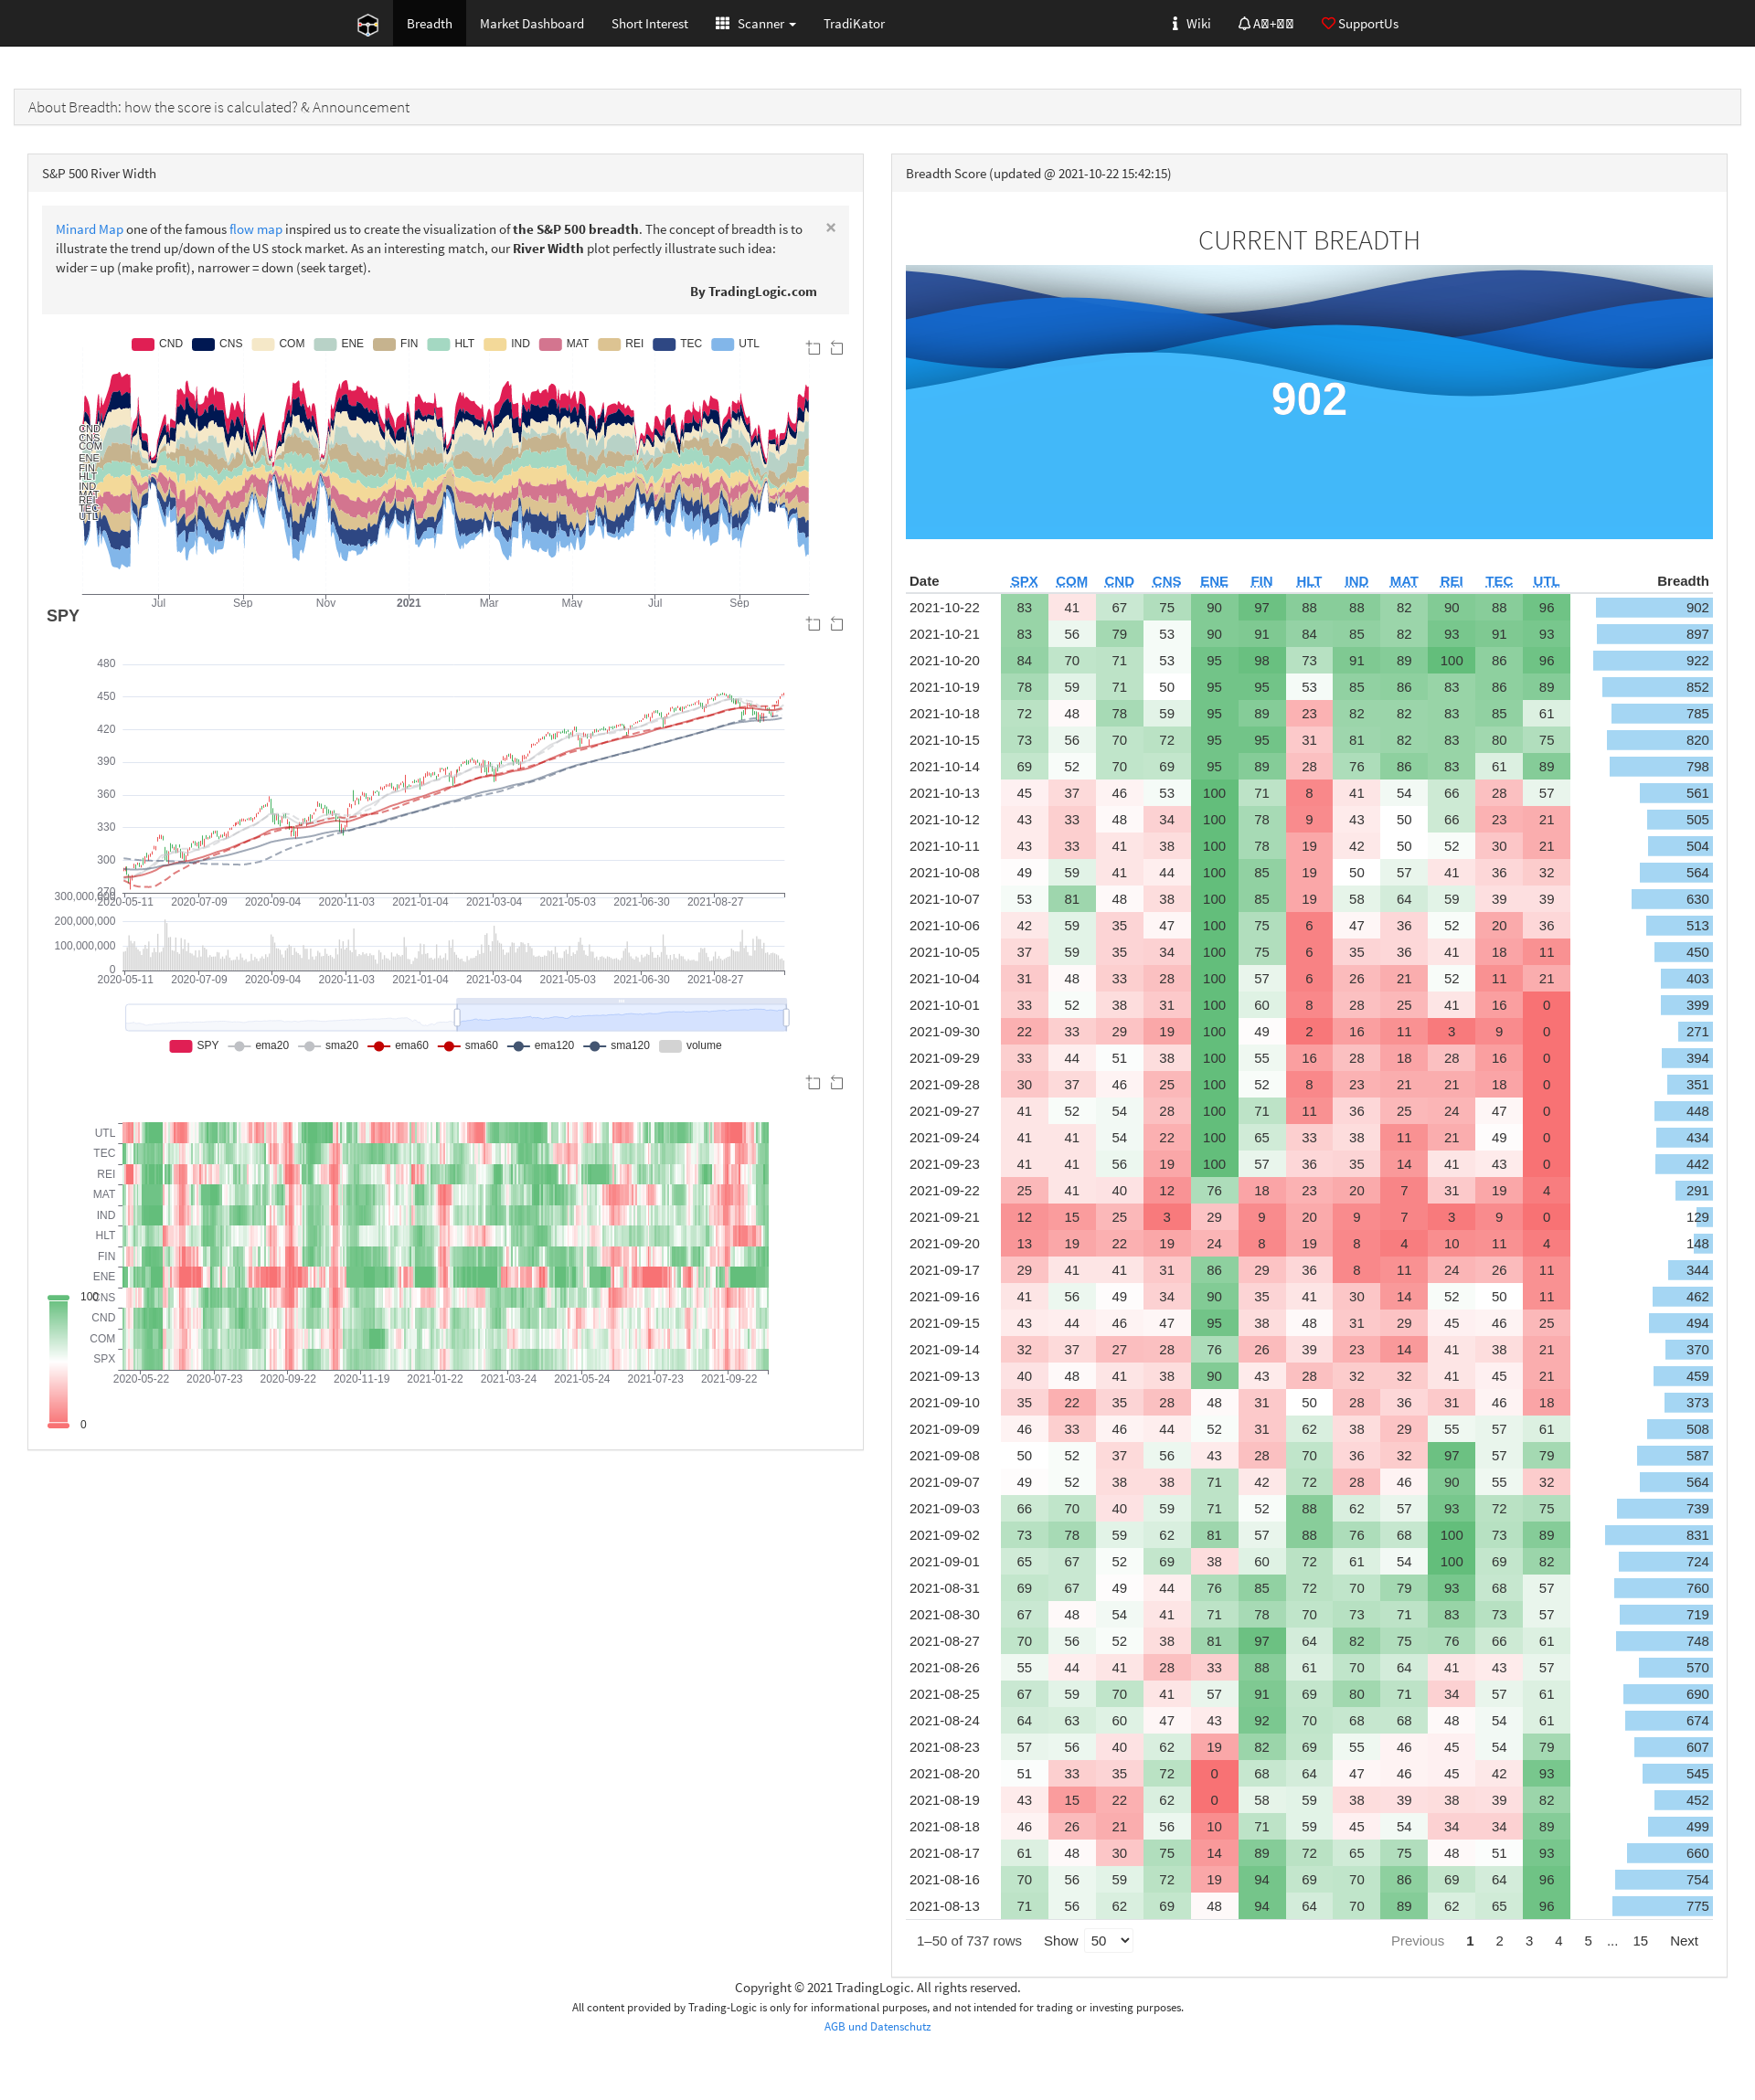 Breadth Market Dashboard Short Interest Scanner TradiKator Wiki SupportUs
About Breadth: how the score is calculated? & Announcement
S&P 500 River Width
Minard Map one of the famous flow map inspired us to create the visualization of the S&P 500 breadth. The concept of breadth is to
illustrate the trend up/down of the US stock market. As an interesting match, our River Width plot perfectly illustrate such idea:
wider = up (make profit), narrower = down (seek target).
×
By TradingLogic.com
CND CNS COM ENE FIN HLT IND MAT REI TEC UTL
CND
CNS
COM
ENE
FIN
HLT
IND
MAT
REI
TEC
UTL
Jul Sep Nov 2021 Mar May Jul Sep
SPY
480
450
420
390
360
330
300
270
2020-05-11 2020-07-09 2020-09-04 2020-11-03 2021-01-04 2021-03-04 2021-05-03 2021-06-30 2021-08-27
300,000,000
200,000,000
100,000,000
0
2020-05-11 2020-07-09 2020-09-04 2020-11-03 2021-01-04 2021-03-04 2021-05-03 2021-06-30 2021-08-27
SPY ema20 sma20 ema60 sma60 ema120 sma120 volume
UTL
TEC
REI
MAT
IND
HLT
FIN
ENE
CNS
CND
COM
SPX
2020-05-22 2020-07-23 2020-09-22 2020-11-19 2021-01-22 2021-03-24 2021-05-24 2021-07-23 2021-09-22
100
0
Breadth Score (updated @ 2021-10-22 15:42:15)
CURRENT BREADTH
902
Date SPX COM CND CNS ENE FIN HLT IND MAT REI TEC UTL Breadth
2021-10-22 83 41 67 75 90 97 88 88 82 90 88 96 902
2021-10-21 83 56 79 53 90 91 84 85 82 93 91 93 897
2021-10-20 84 70 71 53 95 98 73 91 89 100 86 96 922
2021-10-19 78 59 71 50 95 95 53 85 86 83 86 89 852
2021-10-18 72 48 78 59 95 89 23 82 82 83 85 61 785
2021-10-15 73 56 70 72 95 95 31 81 82 83 80 75 820
2021-10-14 69 52 70 69 95 89 28 76 86 83 61 89 798
2021-10-13 45 37 46 53 100 71 8 41 54 66 28 57 561
2021-10-12 43 33 48 34 100 78 9 43 50 66 23 21 505
2021-10-11 43 33 41 38 100 78 19 42 50 52 30 21 504
2021-10-08 49 59 41 44 100 85 19 50 57 41 36 32 564
2021-10-07 53 81 48 38 100 85 19 58 64 59 39 39 630
2021-10-06 42 59 35 47 100 75 6 47 36 52 20 36 513
2021-10-05 37 59 35 34 100 75 6 35 36 41 18 11 450
2021-10-04 31 48 33 28 100 57 6 26 21 52 11 21 403
2021-10-01 33 52 38 31 100 60 8 28 25 41 16 0 399
2021-09-30 22 33 29 19 100 49 2 16 11 3 9 0 271
2021-09-29 33 44 51 38 100 55 16 28 18 28 16 0 394
2021-09-28 30 37 46 25 100 52 8 23 21 21 18 0 351
2021-09-27 41 52 54 28 100 71 11 36 25 24 47 0 448
2021-09-24 41 41 54 22 100 65 33 38 11 21 49 0 434
2021-09-23 41 41 56 19 100 57 36 35 14 41 43 0 442
2021-09-22 25 41 40 12 76 18 23 20 7 31 19 4 291
2021-09-21 12 15 25 3 29 9 20 9 7 3 9 0 129
2021-09-20 13 19 22 19 24 8 19 8 4 10 11 4 148
2021-09-17 29 41 41 31 86 29 36 8 11 24 26 11 344
2021-09-16 41 56 49 34 90 35 41 30 14 52 50 11 462
2021-09-15 43 44 46 47 95 38 48 31 29 45 46 25 494
2021-09-14 32 37 27 28 76 26 39 23 14 41 38 21 370
2021-09-13 40 48 41 38 90 43 28 32 32 41 45 21 459
2021-09-10 35 22 35 28 48 31 50 28 36 31 46 18 373
2021-09-09 46 33 46 44 52 31 62 38 29 55 57 61 508
2021-09-08 50 52 37 56 43 28 70 36 32 97 57 79 587
2021-09-07 49 52 38 38 71 42 72 28 46 90 55 32 564
2021-09-03 66 70 40 59 71 52 88 62 57 93 72 75 739
2021-09-02 73 78 59 62 81 57 88 76 68 100 73 89 831
2021-09-01 65 67 52 69 38 60 72 61 54 100 69 82 724
2021-08-31 69 67 49 44 76 85 72 70 79 93 68 57 760
2021-08-30 67 48 54 41 71 78 70 73 71 83 73 57 719
2021-08-27 70 56 52 38 81 97 64 82 75 76 66 61 748
2021-08-26 55 44 41 28 33 88 61 70 64 41 43 57 570
2021-08-25 67 59 70 41 57 91 69 80 71 34 57 61 690
2021-08-24 64 63 60 47 43 92 70 68 68 48 54 61 674
2021-08-23 57 56 40 62 19 82 69 55 46 45 54 79 607
2021-08-20 51 33 35 72 0 68 64 47 46 45 42 93 545
2021-08-19 43 15 22 62 0 58 59 38 39 38 39 82 452
2021-08-18 46 26 21 56 10 71 59 45 54 34 34 89 499
2021-08-17 61 48 30 75 14 89 72 65 75 48 51 93 660
2021-08-16 70 56 59 72 19 94 69 70 86 69 64 96 754
2021-08-13 71 56 62 69 48 94 64 70 89 62 65 96 775
1–50 of 737 rows Show 50 Previous 1 2 3 4 5 ... 15 Next
Copyright © 2021 TradingLogic. All rights reserved.
All content provided by Trading-Logic is only for informational purposes, and not intended for trading or investing purposes.
AGB und Datenschutz